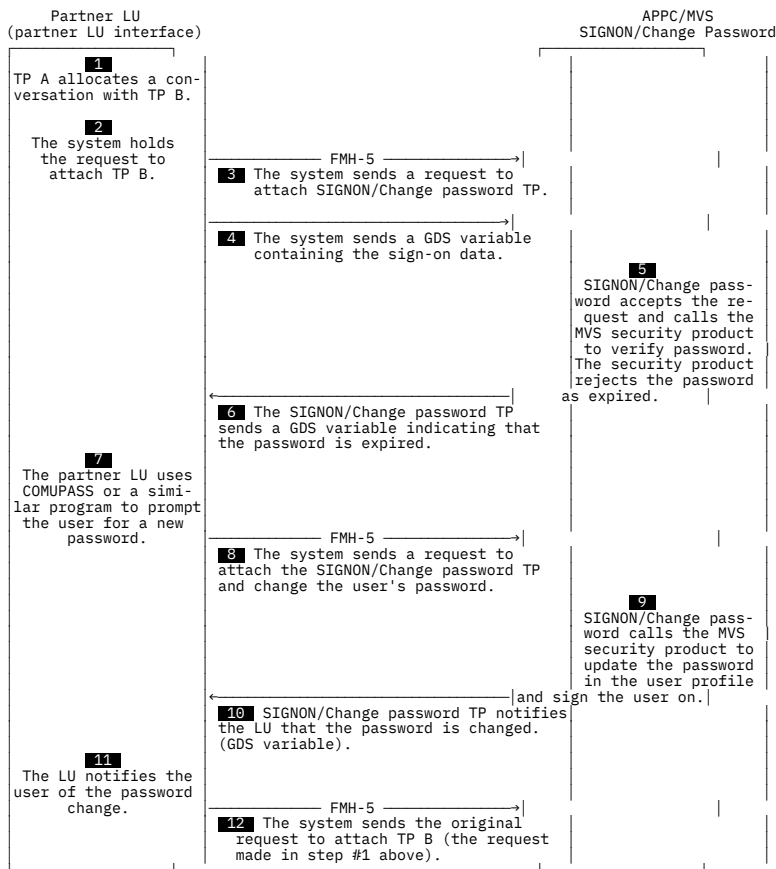 Partner LU
(partner LU interface)
APPC/MVS
SIGNON/Change Password
1
TP A allocates a con-
versation with TP B.
2
The system holds
the request to
attach TP B.
FMH-5
3 The system sends a request to
attach SIGNON/Change password TP.
4 The system sends a GDS variable
containing the sign-on data.
5
SIGNON/Change pass-
word accepts the re-
quest and calls the
MVS security product
to verify password.
The security product
rejects the password
as expired.
6 The SIGNON/Change password TP
sends a GDS variable indicating that
the password is expired.
7
The partner LU uses
COMUPASS or a simi-
lar program to prompt
the user for a new
password.
FMH-5
8 The system sends a request to
attach the SIGNON/Change password TP
and change the user's password.
9
SIGNON/Change pass-
word calls the MVS
security product to
update the password
in the user profile
and sign the user on.
10 SIGNON/Change password TP notifies
the LU that the password is changed.
(GDS variable).
11
The LU notifies the
user of the password
change.
FMH-5
12 The system sends the original
request to attach TP B (the request
made in step #1 above).